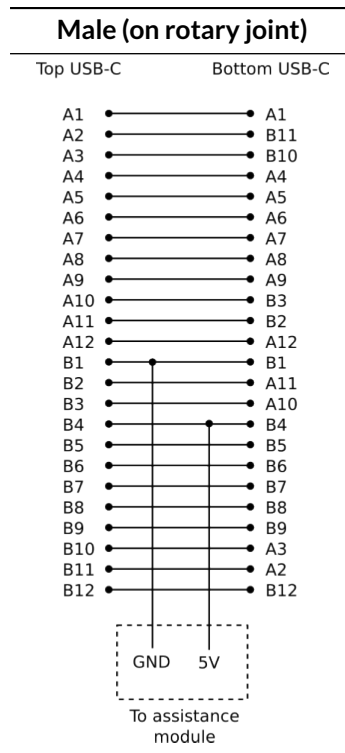 Male (on rotary joint)
Top USB-C Bottom USB-C
A1 A1
A2 B11
A3 B10
A4 A4
A5 A5
A6 A6
A7 A7
A8 A8
A9 A9
A10 B3
A11 B2
A12 A12
B1 B1
B2 A11
B3 A10
B4 B4
B5 B5
B6 B6
B7 B7
B8 B8
B9 B9
B10 A3
B11 A2
B12 B12
GND 5V
To assistance
module